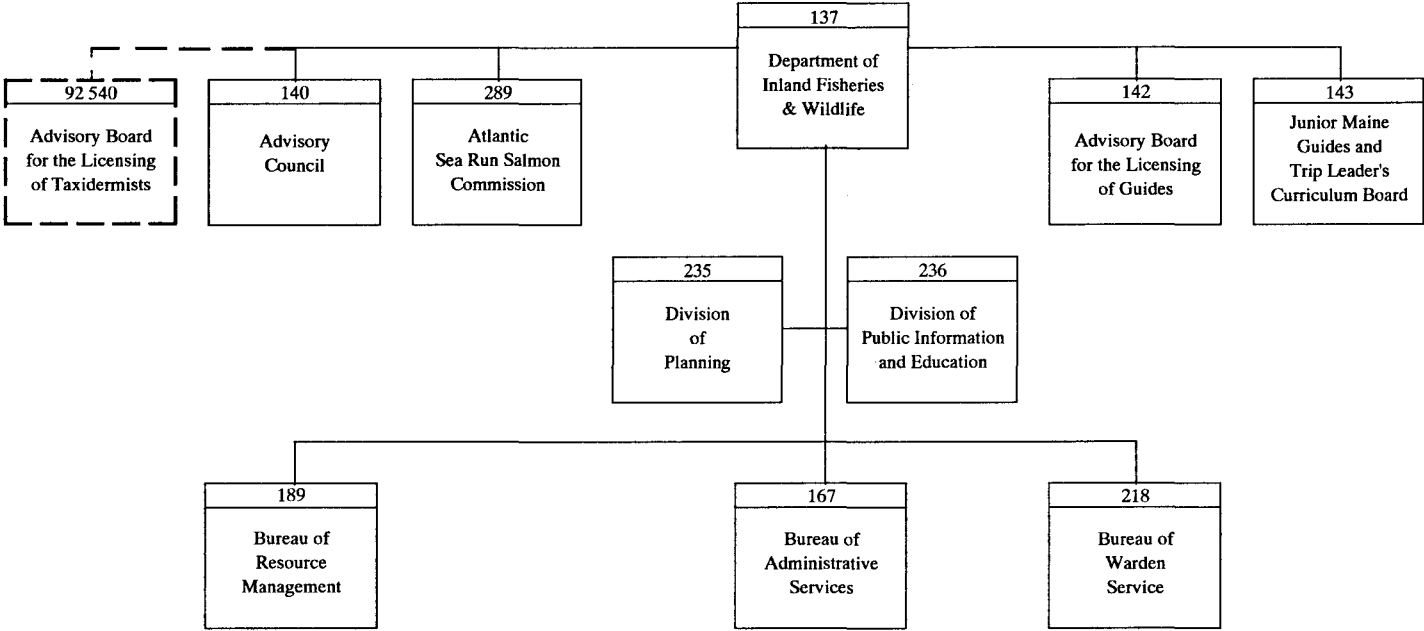 137
Department of
Inland Fisheries
& Wildlife
92 540
Advisory Board
for the Licensing
of Taxidermists
140
Advisory
Council
289
Atlantic
Sea Run Salmon
Commission
142
Advisory Board
for the Licensing
of Guides
143
Junior Maine
Guides and
Trip Leader's
Curriculum Board
235
Division
of
Planning
236
Division of
Public Information
and Education
189
Bureau of
Resource
Management
167
Bureau of
Administrative
Services
218
Bureau of
Warden
Service